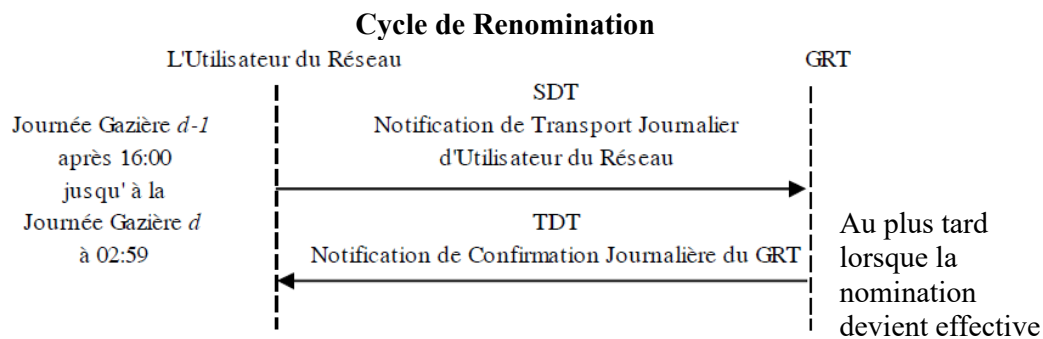 Cycle de Renomination
L'Utilisateur du Réseau
GRT
SDT
Journée Gazière d-1
après 16:00
jusqu' à la
Journée Gazière d
à 02:59
Notification de Transport Journalier
d'Utilisateur du Réseau
TDT
Notification de Confirmation Journalière du GRT
Au plus tard
lorsque la
nomination
devient effective